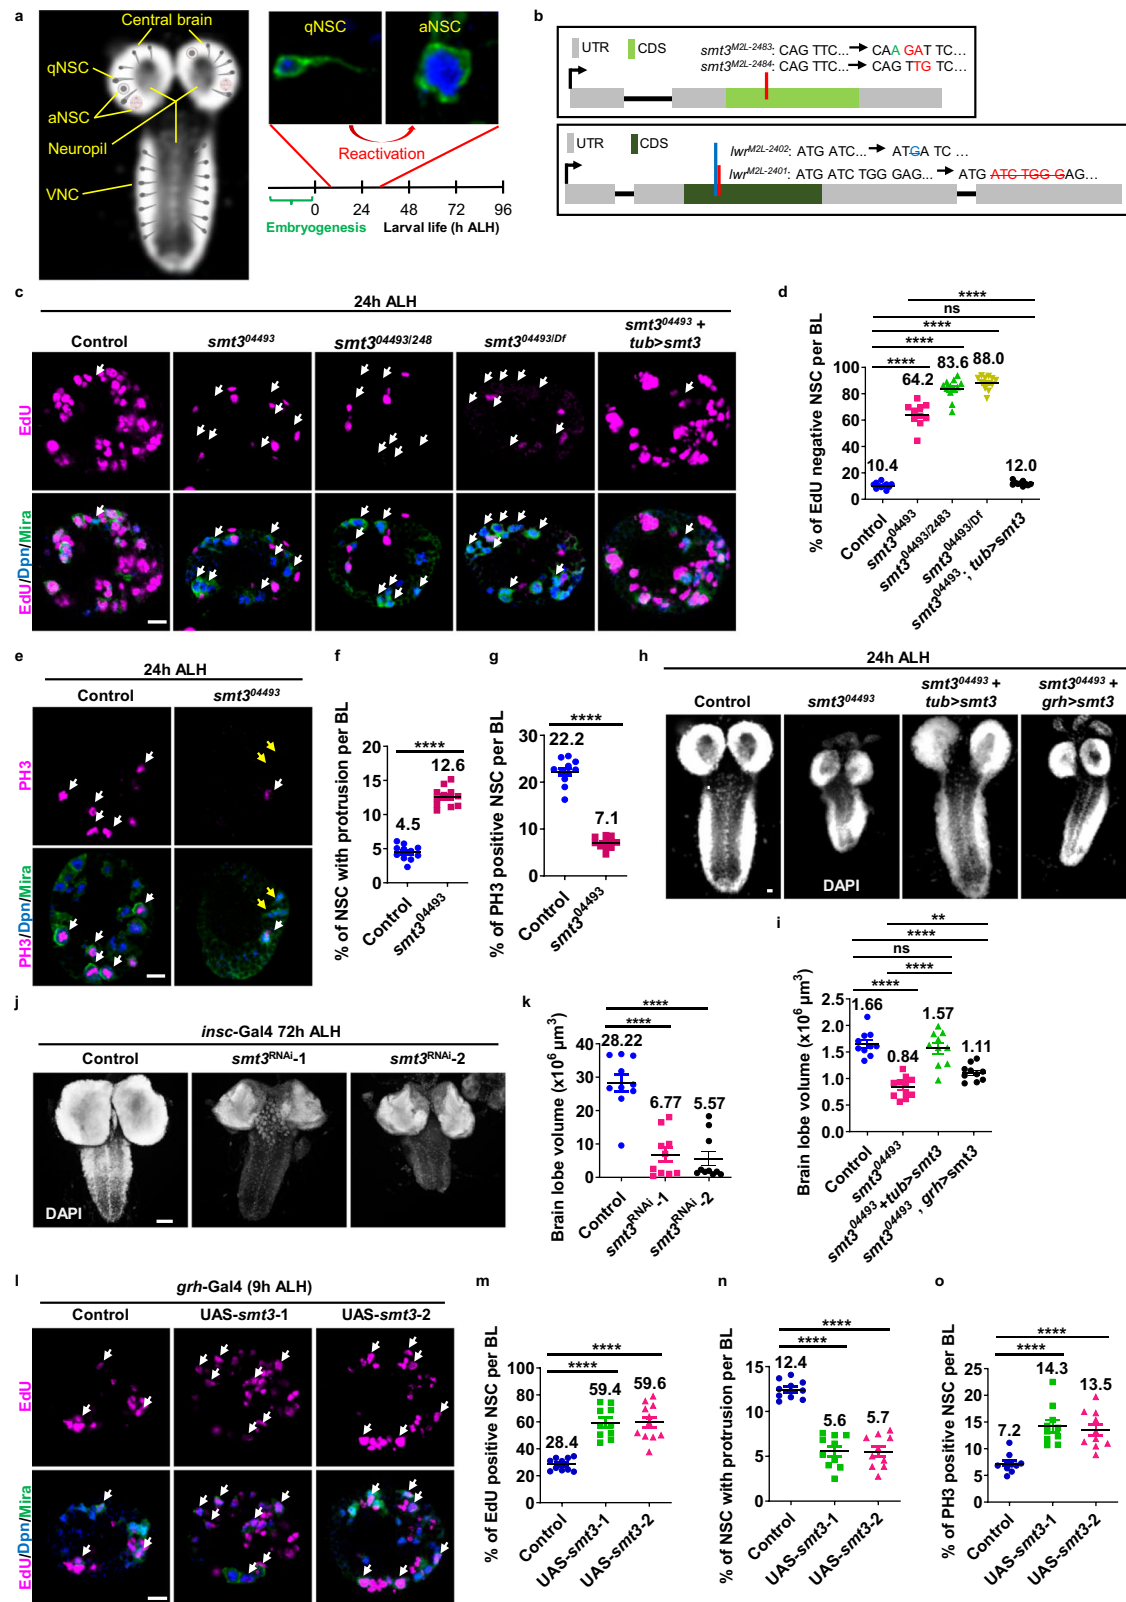 a
Central brain
qNSC
aNSC
Neuropil
VNC
qNSC
aNSC
Reactivation
0 24 48 72 96
Embryogenesis
Larval life (h ALH)
b
UTR CDS
smt3M2L-2483: CAG TTC... → CAA GAT TC...
smt3M2L-2484: CAG TTC... → CAG TTG TC...
UTR CDS
lwrM2L-2402: ATG ATC... → ATGA TC ...
lwrM2L-2401: ATG ATC TGG GAG... → ATG ATC TGG GAG...
c
24h ALH
Control
smt304493
smt304493/248
smt304493/Df
smt304493 +
tub>smt3
EdU
EdU/Dpn/Mira
d
% of EdU negative NSC per BL
100
80
60
40
20
0
****
ns
****
****
****
10.4
64.2
83.6
88.0
12.0
Control
smt304493
smt304493/2483
smt304493/Df
smt304493, tub>smt3
e
24h ALH
Control
smt304493
PH3
PH3/Dpn/Mira
f
% of NSC with protrusion per BL
20
15
10
5
0
****
4.5
12.6
Control
smt304493
g
% of PH3 positive NSC per BL
30
20
10
0
****
22.2
7.1
Control
smt304493
h
24h ALH
Control
smt304493
smt304493 +
tub>smt3
smt304493 +
grh>smt3
DAPI
i
Brain lobe volume (x10⁶ µm³)
2.5
2.0
1.5
1.0
0.5
0.0
**
****
ns
****
****
1.66
0.84
1.57
1.11
Control
smt304493
smt304493+tub>smt3
smt304493, grh>smt3
j
insc-Gal4 72h ALH
Control
smt3RNAi-1
smt3RNAi-2
DAPI
k
Brain lobe volume (x10⁶ µm³)
50
40
30
20
10
0
****
****
28.22
6.77
5.57
Control
smt3RNAi-1
smt3RNAi-2
l
grh-Gal4 (9h ALH)
Control
UAS-smt3-1
UAS-smt3-2
EdU
EdU/Dpn/Mira
m
% of EdU positive NSC per BL
100
80
60
40
20
0
****
****
28.4
59.4
59.6
Control
UAS-smt3-1
UAS-smt3-2
n
% of NSC with protrusion per BL
15
10
5
0
****
****
12.4
5.6
5.7
Control
UAS-smt3-1
UAS-smt3-2
o
% of PH3 positive NSC per BL
25
20
15
10
5
0
****
****
7.2
14.3
13.5
Control
UAS-smt3-1
UAS-smt3-2